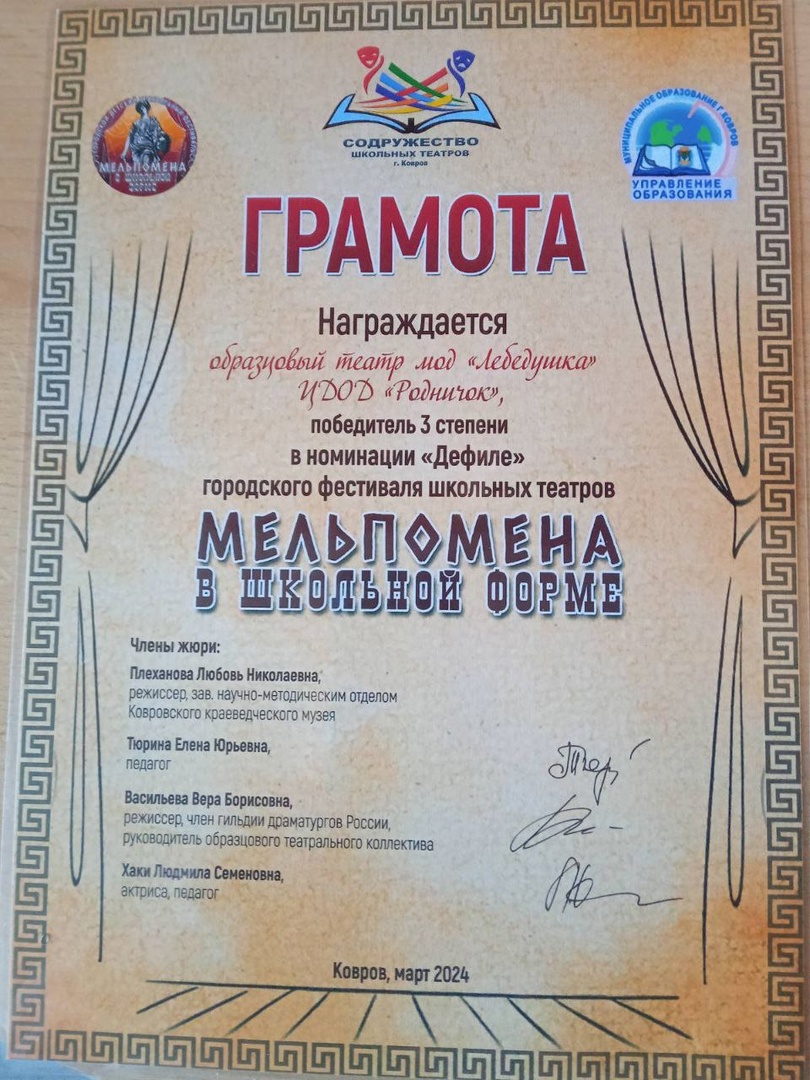 СОДРУЖЕСТВО
ШКОЛЬНЫХ ТЕАТРОВ
г. Ковров
МЕЛЬПОМЕНА
В ШКОЛЬНОЙ
ФОРМЕ
МУНИЦИПАЛЬНОЕ ОБРАЗОВАНИЕ Г. КОВРОВ
УПРАВЛЕНИЕ
ОБРАЗОВАНИЯ
ГРАМОТА
Награждается
образцовый театр мод «Лебедушка»
ЦДОД «Родничок»,
победитель 3 степени
в номинации «Дефиле»
городского фестиваля школьных театров
МЕЛЬПОМЕНА
В ШКОЛЬНОЙ ФОРМЕ
Члены жюри:
Плеханова Любовь Николаевна,
режиссер, зав. научно-методическим отделом
Ковровского краеведческого музея
Тюрина Елена Юрьевна,
педагог
Васильева Вера Борисовна,
режиссер, член гильдии драматургов России,
руководитель образцового театрального коллектива
Хаки Людмила Семеновна,
актриса, педагог
Ковров, март 2024